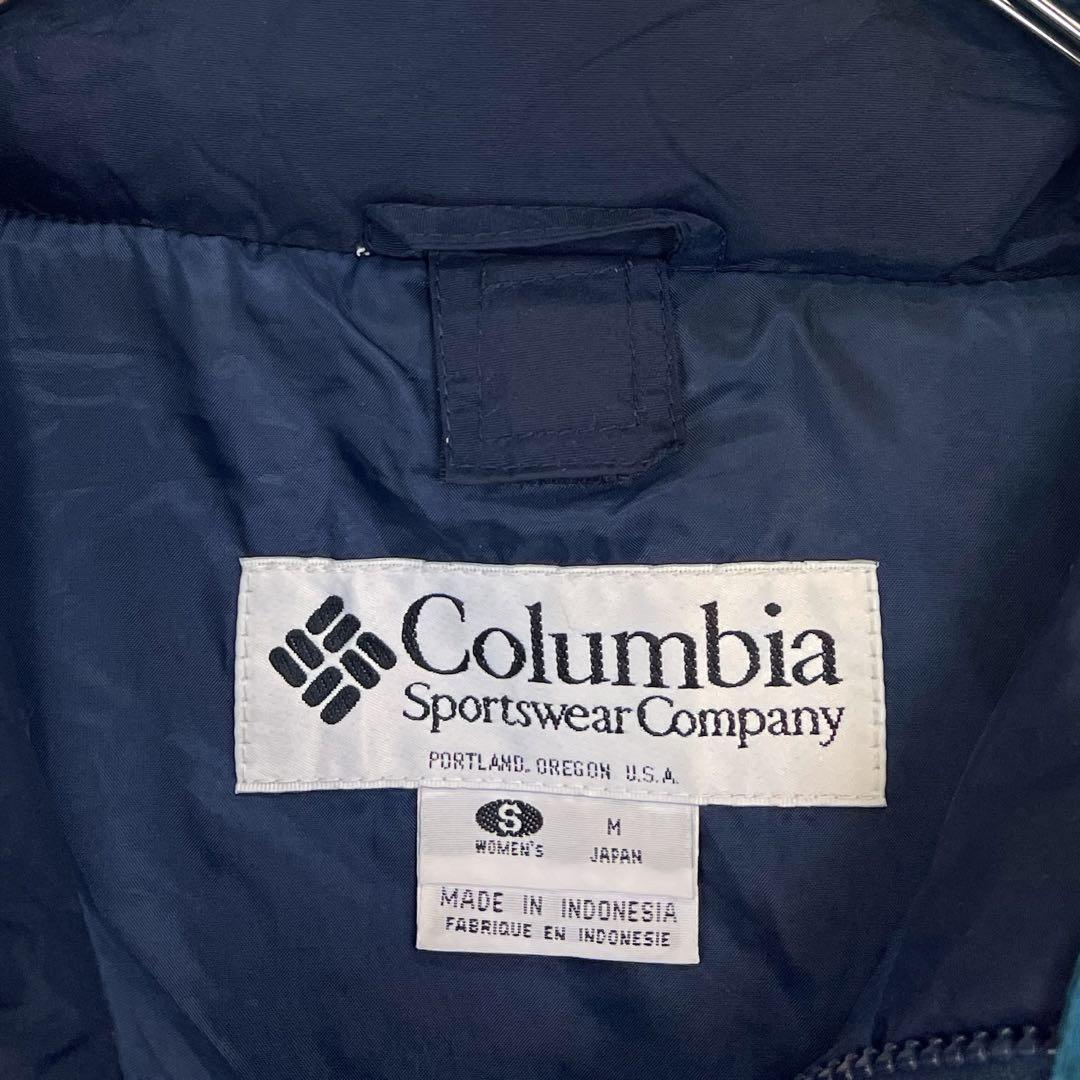 Columbia
Sportswear Company
PORTLAND, OREGON U.S.A.
S M
WOMEN'S JAPAN
MADE IN INDONESIA
FABRIQUE EN INDONESIE